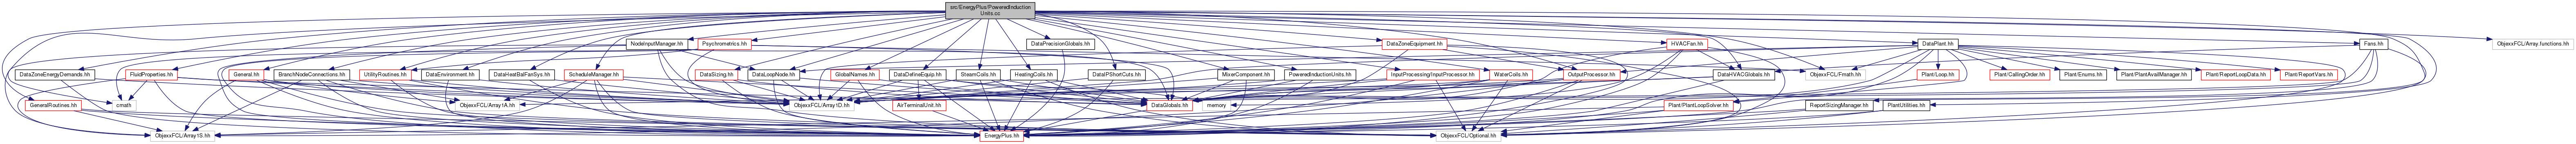 src/EnergyPlus/PoweredInduction
Units.cc
NodeInputManager.hh
Psychrometrics.hh
DataPrecisionGlobals.hh
DataZoneEquipment.hh
HVACFan.hh
DataPlant.hh
Fans.hh
ObjexxFCL/Array.functions.hh
DataZoneEnergyDemands.hh
FluidProperties.hh
General.hh
BranchNodeConnections.hh
UtilityRoutines.hh
DataEnvironment.hh
DataHeatBalFanSys.hh
ScheduleManager.hh
DataSizing.hh
DataLoopNode.hh
GlobalNames.hh
DataDefineEquip.hh
SteamCoils.hh
HeatingCoils.hh
DataIPShortCuts.hh
MixerComponent.hh
PoweredInductionUnits.hh
InputProcessing/InputProcessor.hh
WaterCoils.hh
OutputProcessor.hh
DataHVACGlobals.hh
ObjexxFCL/Fmath.hh
Plant/Loop.hh
Plant/CallingOrder.hh
Plant/Enums.hh
Plant/PlantAvailManager.hh
Plant/ReportLoopData.hh
Plant/ReportVars.hh
GeneralRoutines.hh
cmath
ObjexxFCL/Array1A.hh
ObjexxFCL/Array1D.hh
AirTerminalUnit.hh
DataGlobals.hh
memory
Plant/PlantLoopSolver.hh
ReportSizingManager.hh
PlantUtilities.hh
ObjexxFCL/Array1S.hh
EnergyPlus.hh
ObjexxFCL/Optional.hh